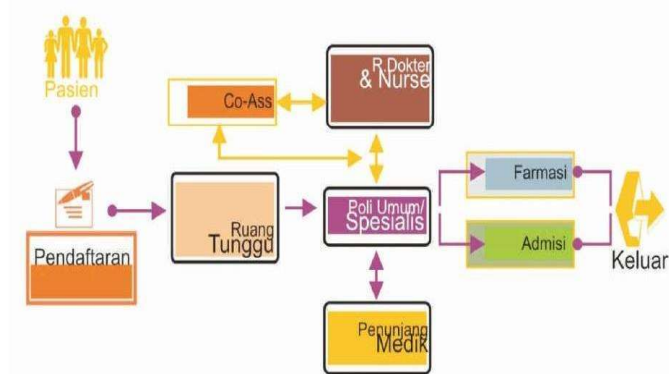 Pasien
R.Dokter
& Nurse
Co-Ass
Pendaftaran
Ruang
Tunggu
Poli Umum/
Spesialis
Farmasi
Admisi
Keluar
Penunjang
Medik